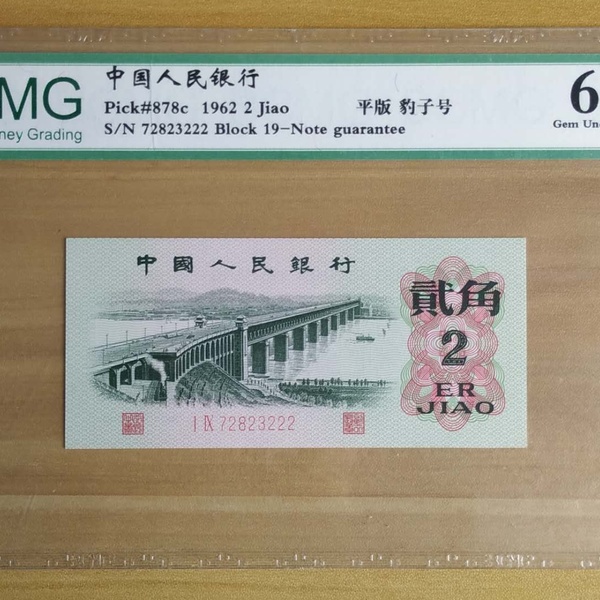 MG
ney Grading
中国人民银行
Pick#878c 1962 2 Jiao 平版 豹子号
S/N 72823222 Block 19-Note guarantee
6
Gem Unc
中國人民銀行
貳角
2
ER
JIAO
I IX 72823222